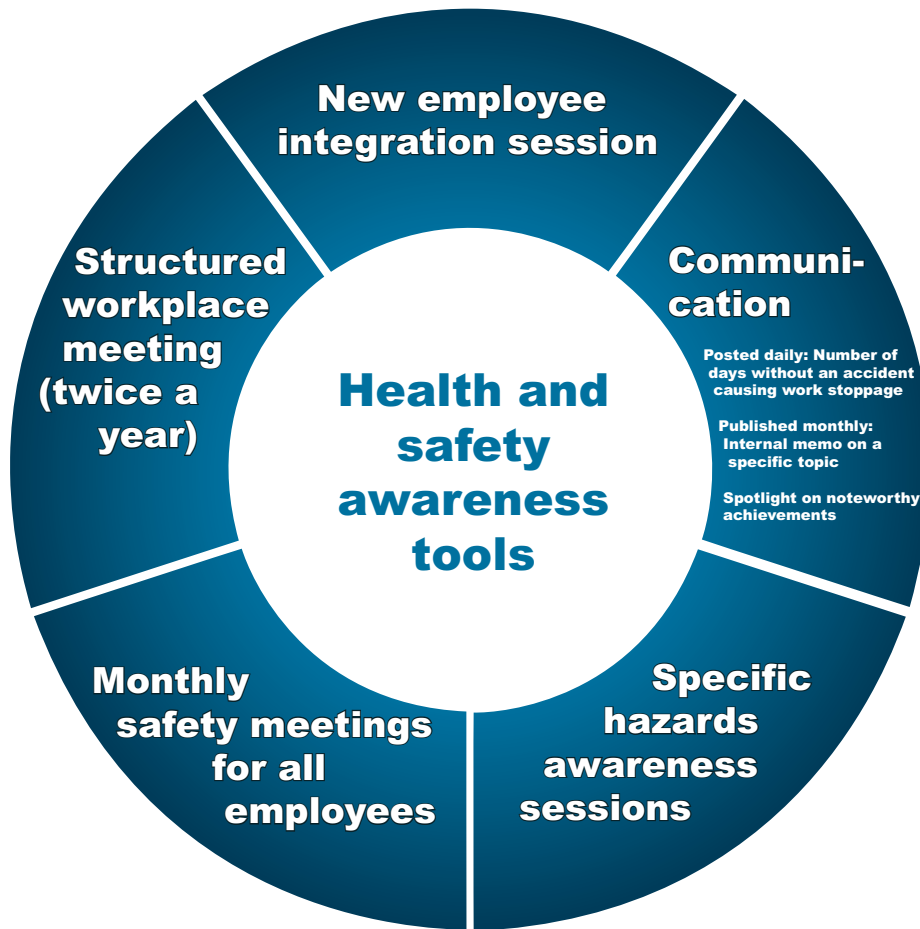 New employee
integration session
Communi-
cation
Posted daily: Number of
days without an accident
causing work stoppage
Published monthly:
Internal memo on a
specific topic
Spotlight on noteworthy
achievements
Specific
hazards
awareness
sessions
Monthly
safety meetings
for all
employees
Structured
workplace
meeting
(twice a
year)
Health and
safety
awareness
tools